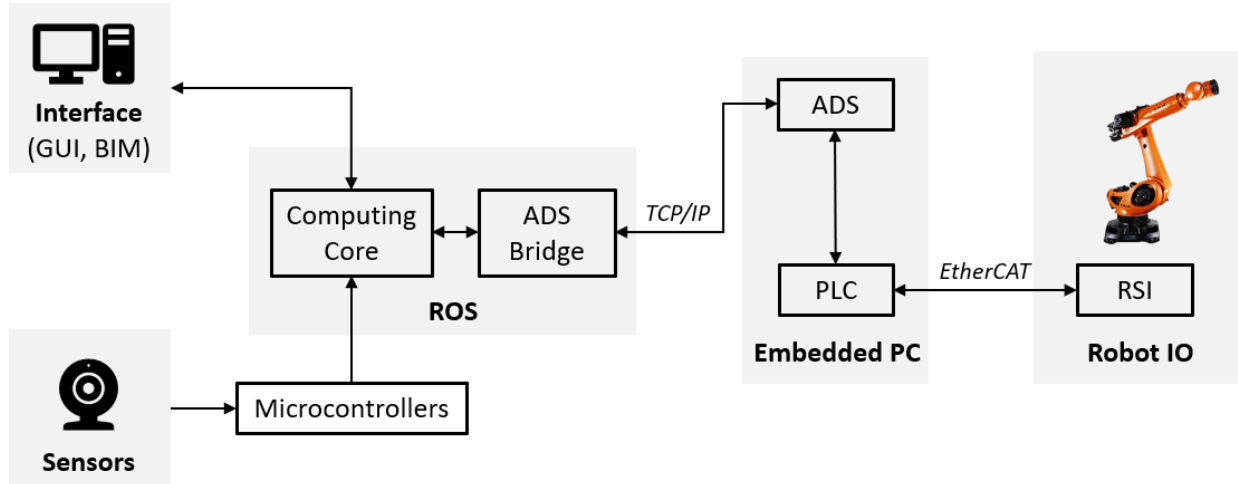 Interface
(GUI, BIM)
Computing
Core
ADS
Bridge
ROS
TCP/IP
ADS
PLC
Embedded PC
EtherCAT
RSI
Robot IO
Sensors
Microcontrollers